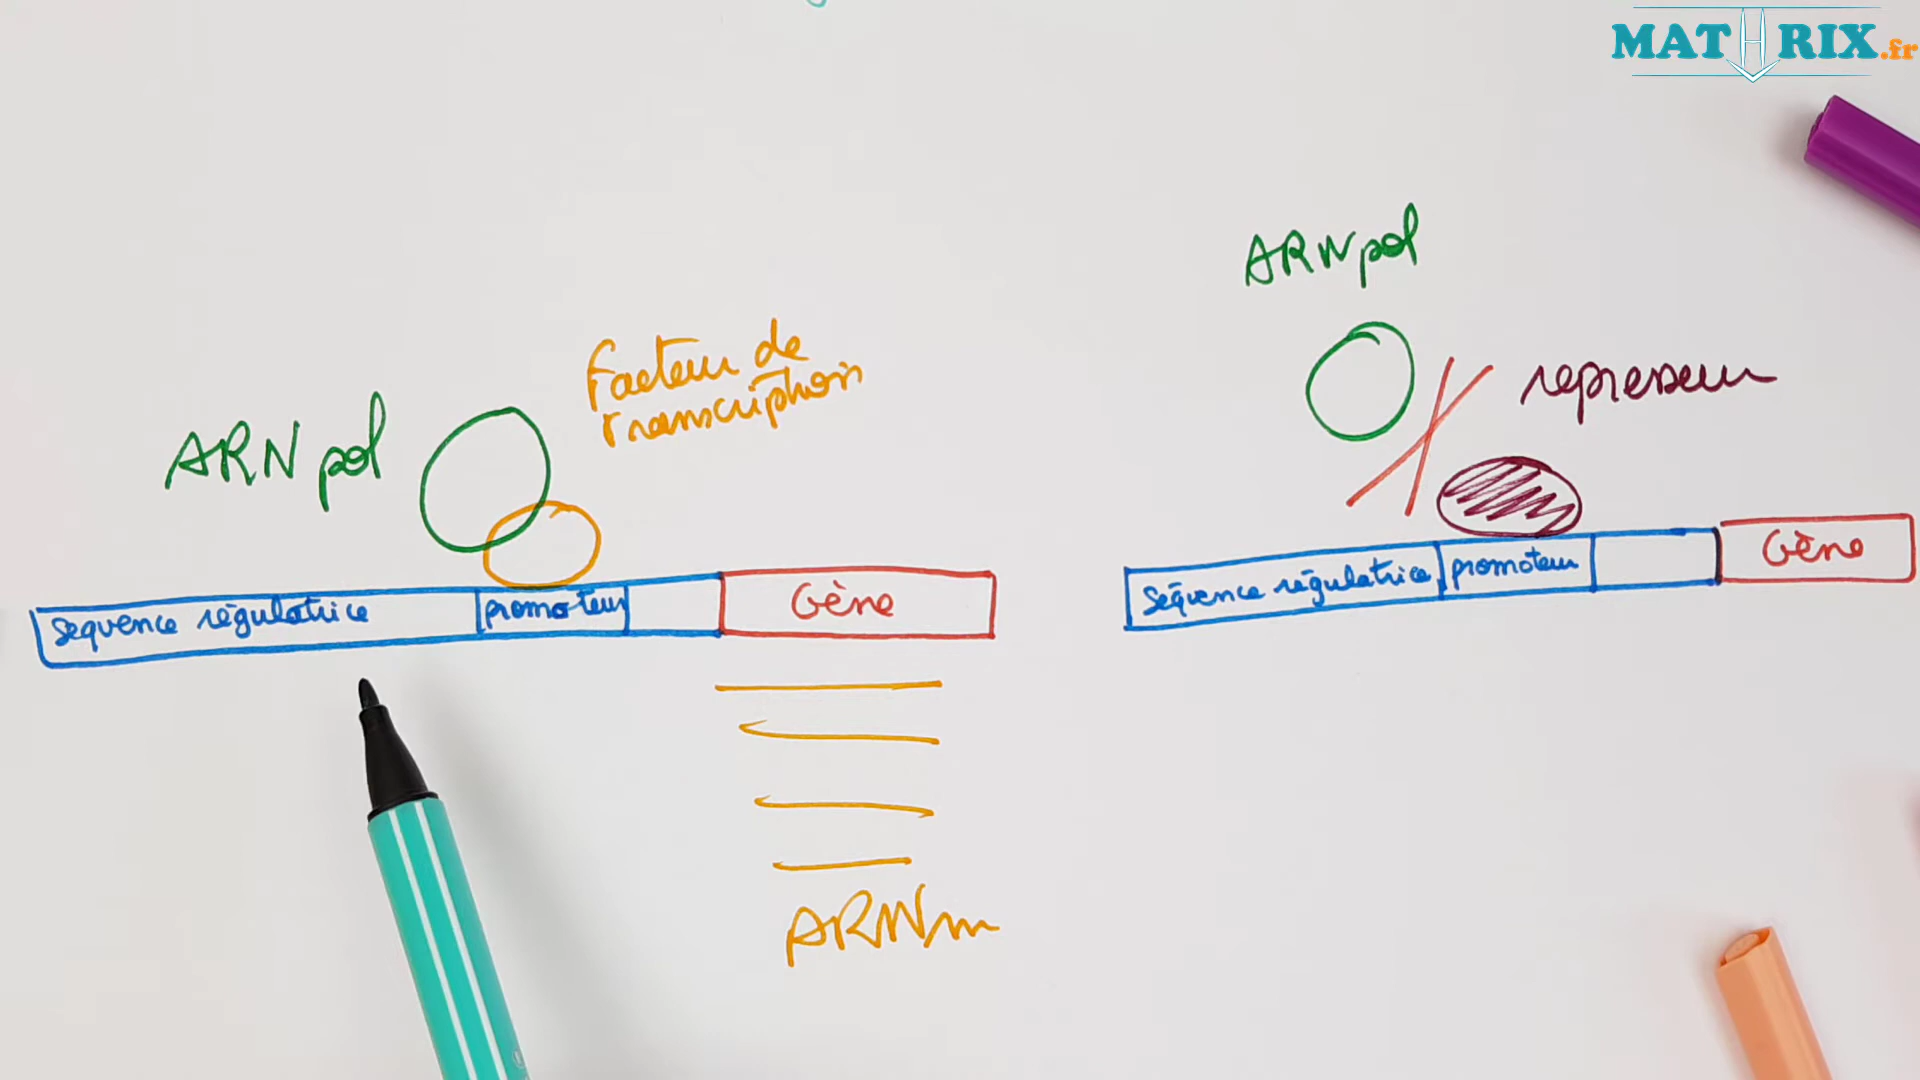 MATHRIX.fr
ARN pol
Facteur de
transcription
ARN pol
represseur
séquence régulatrice promoteur Gène
séquence régulatrice promoteur Gène
ARNm